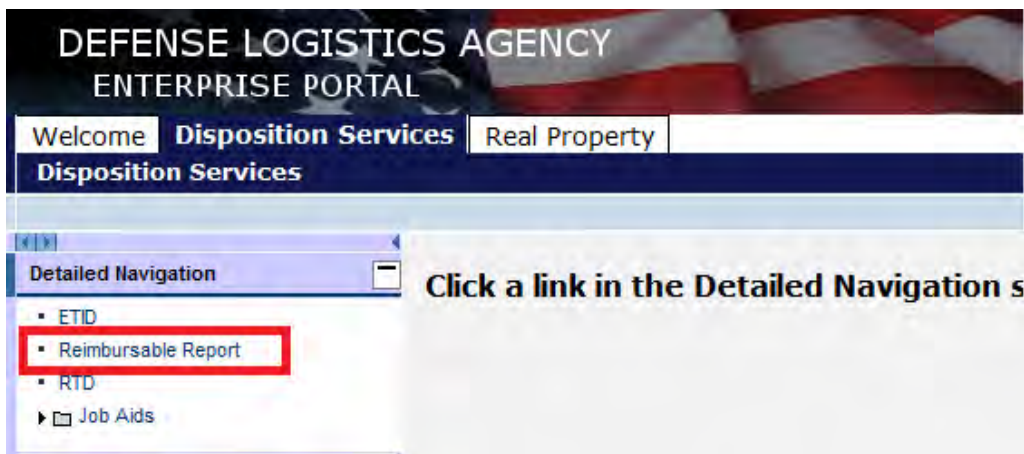 DEFENSE LOGISTICS AGENCY
ENTERPRISE PORTAL
Welcome Disposition Services Real Property
Disposition Services
Detailed Navigation
Click a link in the Detailed Navigation s
ETID
Reimbursable Report
RTD
Job Aids